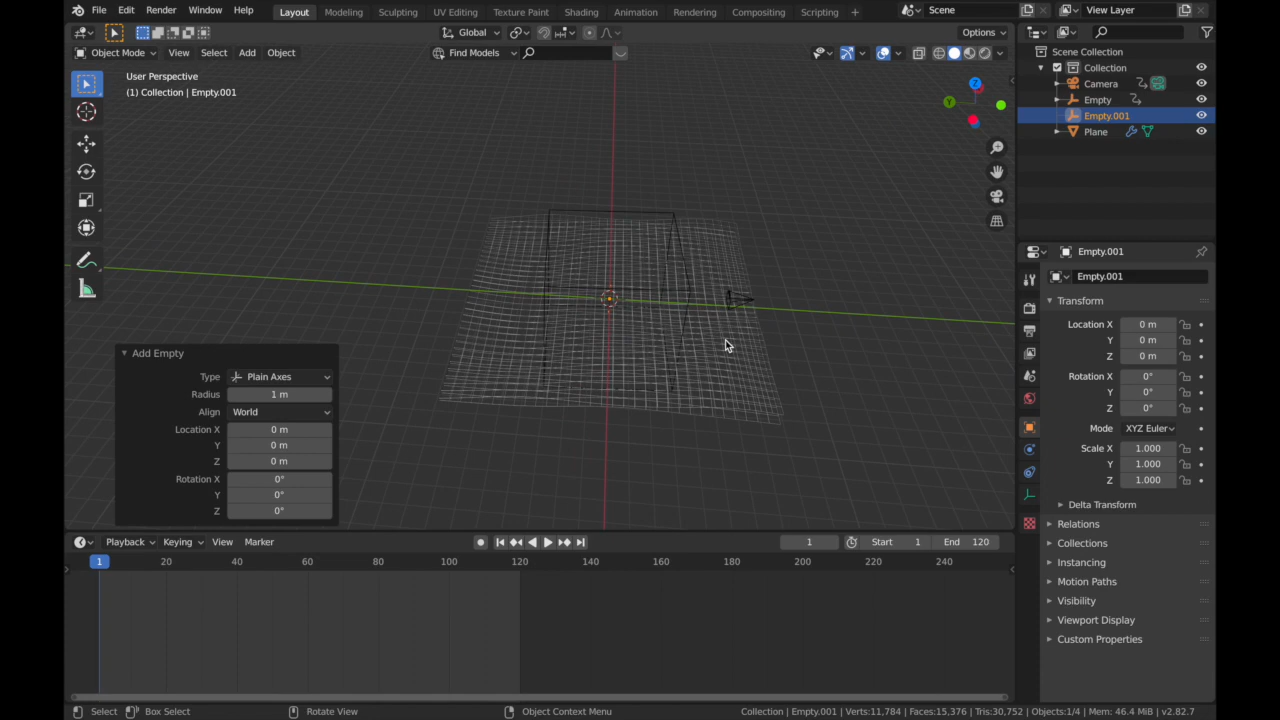 File Edit Render Window Help Layout Modeling Sculpting UV Editing Texture Paint Shading Animation Rendering Compositing Scripting + Scene View Layer
Global Options
Object Mode View Select Add Object Find Models
User Perspective
(1) Collection | Empty.001
Z
Y
Scene Collection
Collection
Camera
Empty
Empty.001
Plane
Empty.001
Empty.001
Transform
Location X 0 m
Y 0 m
Z 0 m
Rotation X 0°
Y 0°
Z 0°
Mode XYZ Euler
Scale X 1.000
Y 1.000
Z 1.000
Delta Transform
Relations
Collections
Instancing
Motion Paths
Visibility
Viewport Display
Custom Properties
Add Empty
Type Plain Axes
Radius 1 m
Align World
Location X 0 m
Y 0 m
Z 0 m
Rotation X 0°
Y 0°
Z 0°
Playback Keying View Marker 1 Start 1 End 120
1 20 40 60 80 100 120 140 160 180 200 220 240
Select Box Select Rotate View Object Context Menu Collection | Empty.001 | Verts:11,784 | Faces:15,376 | Tris:30,752 | Objects:1/4 | Mem: 46.4 MiB | v2.82.7